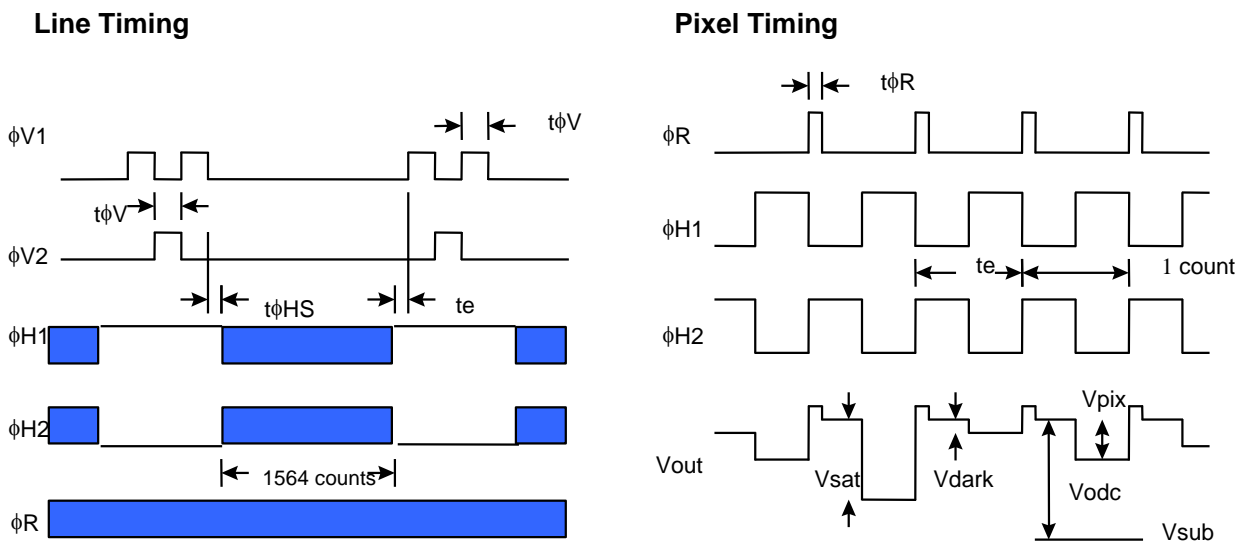 Line Timing
ϕV1
tϕV
tϕV
ϕV2
tϕHS
te
ϕH1
ϕH2
1564 counts
ϕR
Pixel Timing
tϕR
ϕR
ϕH1
te
1 count
ϕH2
Vpix
Vout
Vsat
Vdark
Vodc
Vsub